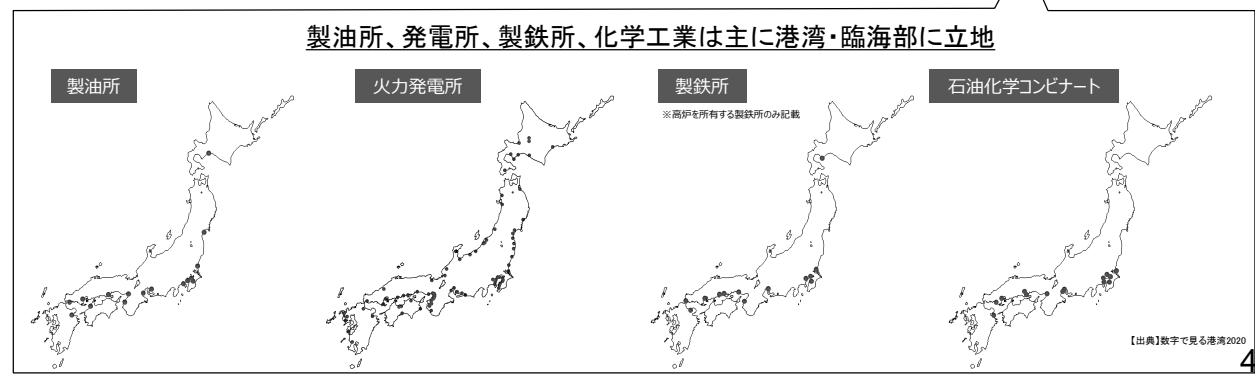 製油所、発電所、製鉄所、化学工業は主に港湾・臨海部に立地
製油所
火力発電所
製鉄所
石油化学コンビナート
※高炉を所有する製鉄所のみ記載
【出典】数字で見る港湾2020
4